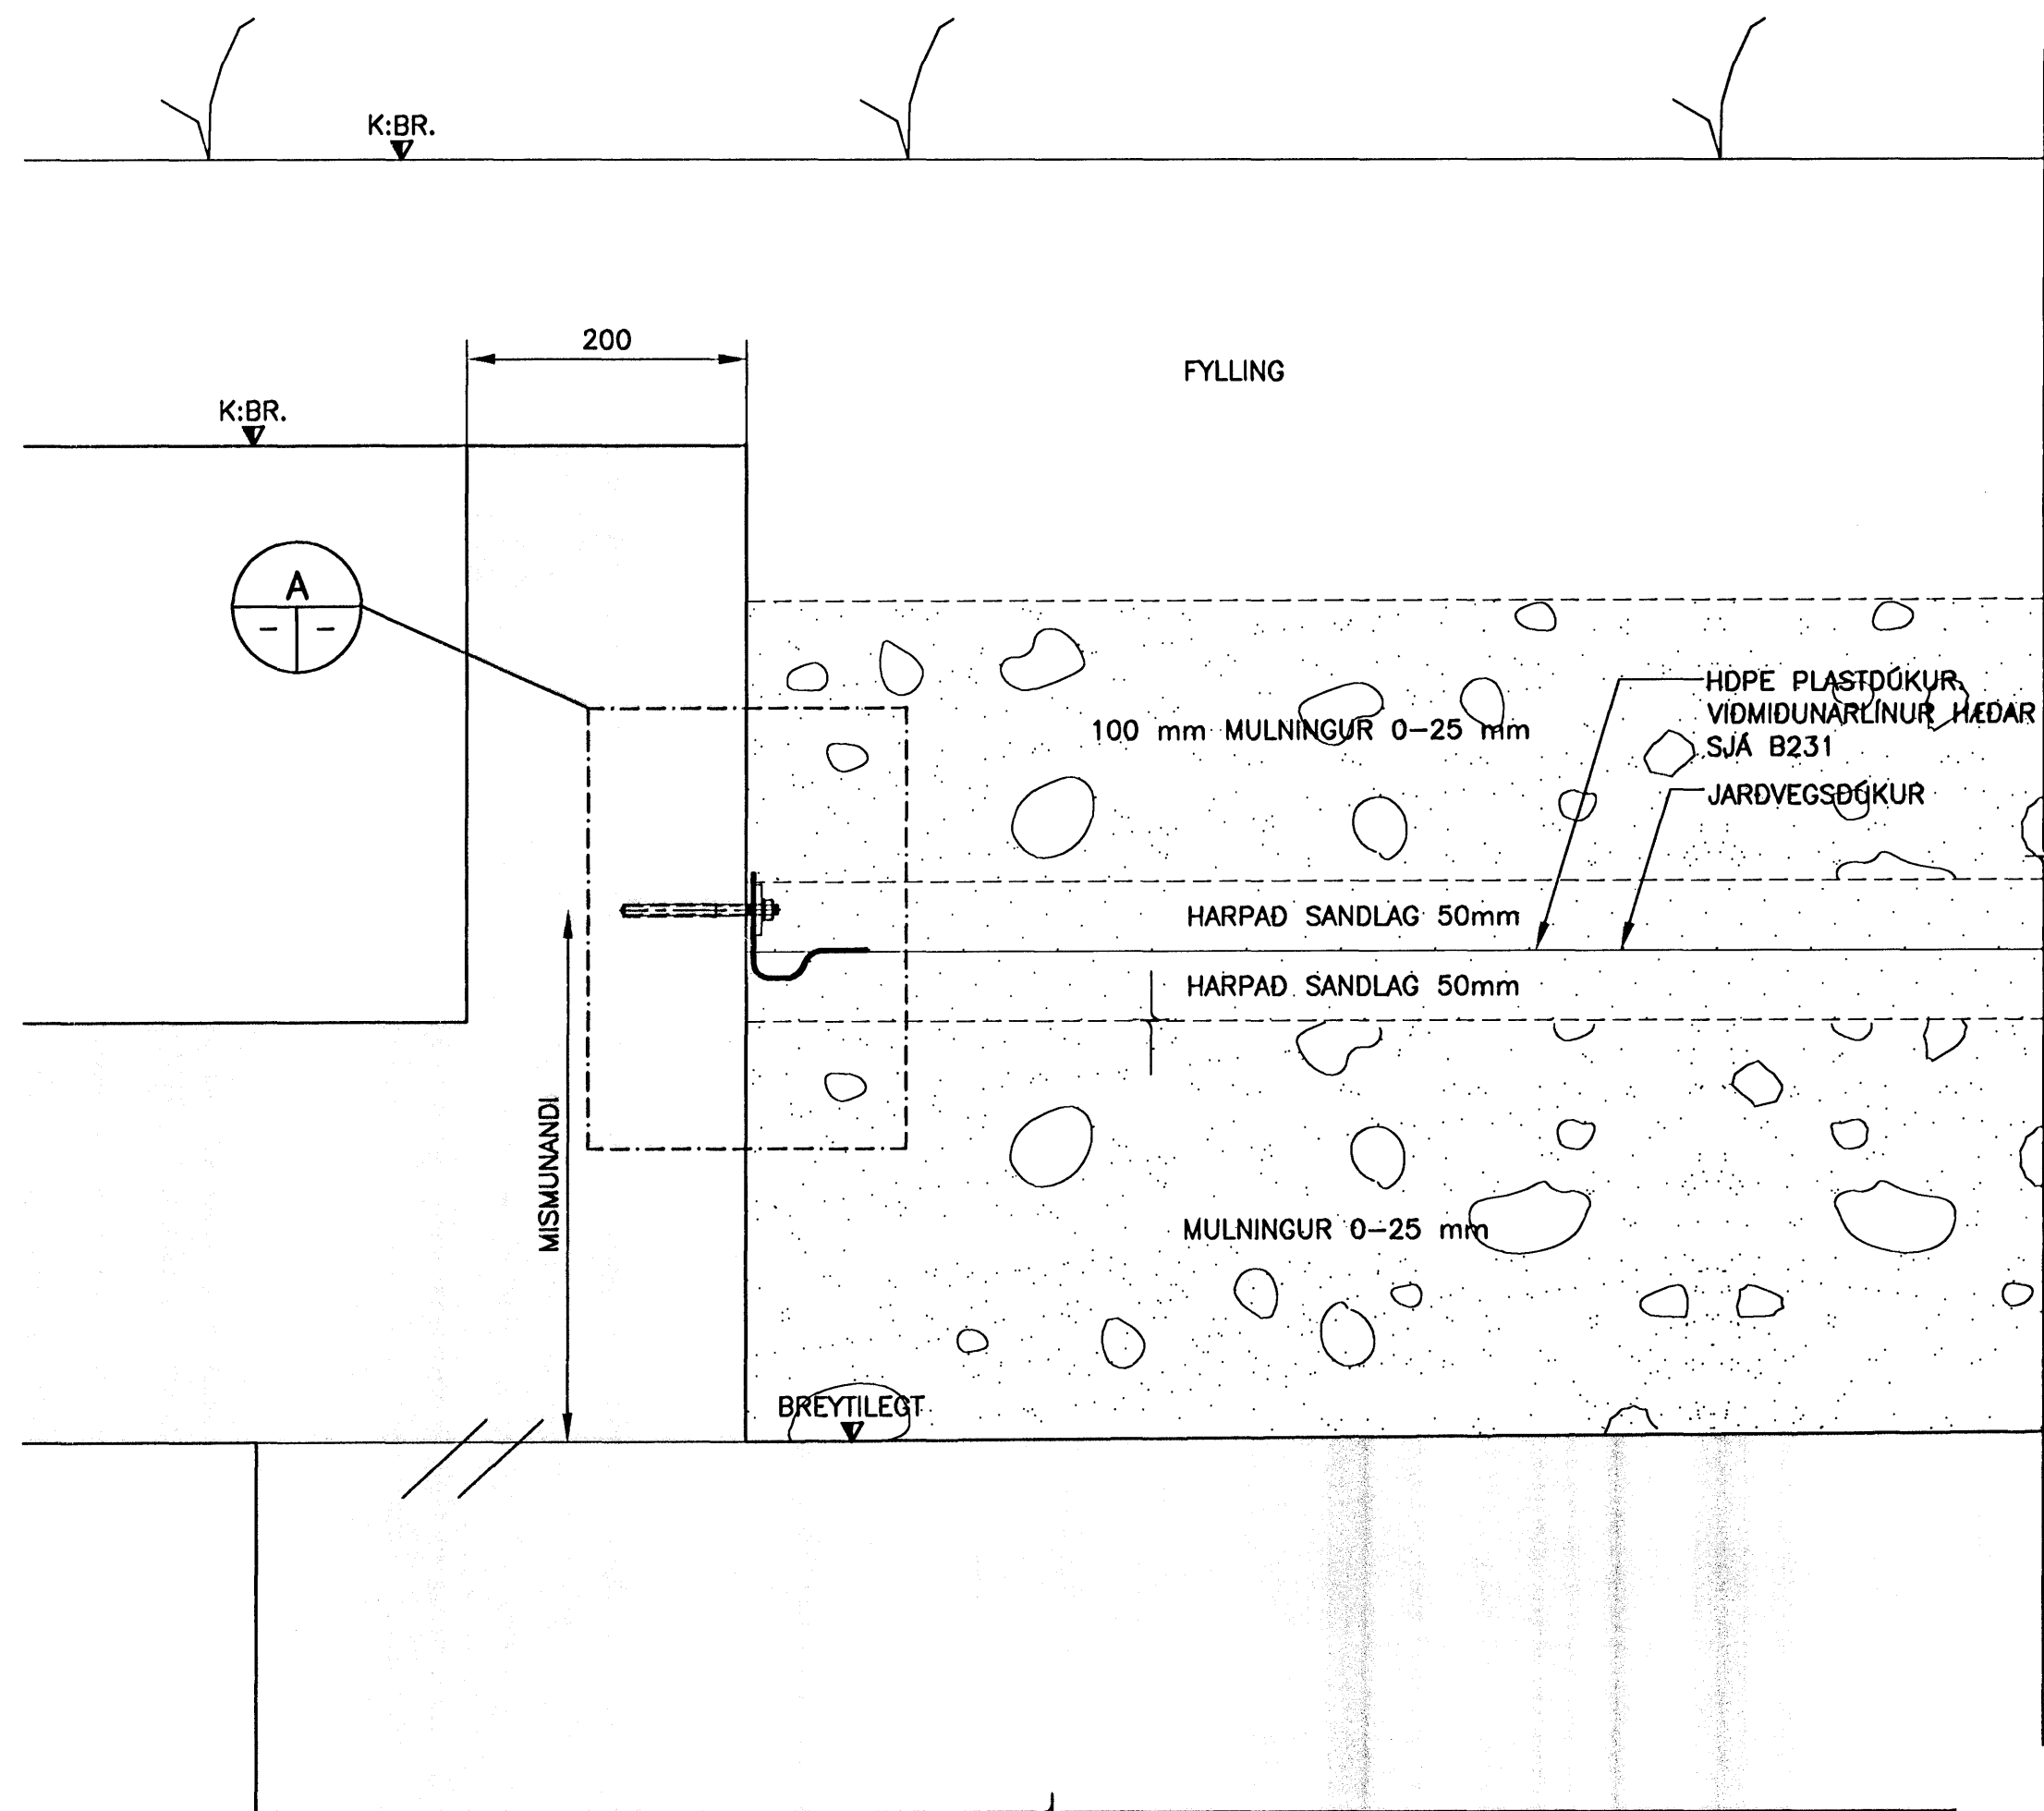 K:BR.
200
FYLLING
K:BR.
A
- -
HDPE PLASTDÚKUR.
VIÐMIÐUNARLÍNUR HÆÐAR
SJÁ B231
100 mm MULNINGUR 0-25 mm
JARÐVEGSDÚKUR
HARPAÐ SANDLAG 50mm
HARPAÐ SANDLAG 50mm
MISMUNANDI
MULNINGUR 0-25 mm
BREYTILEGT